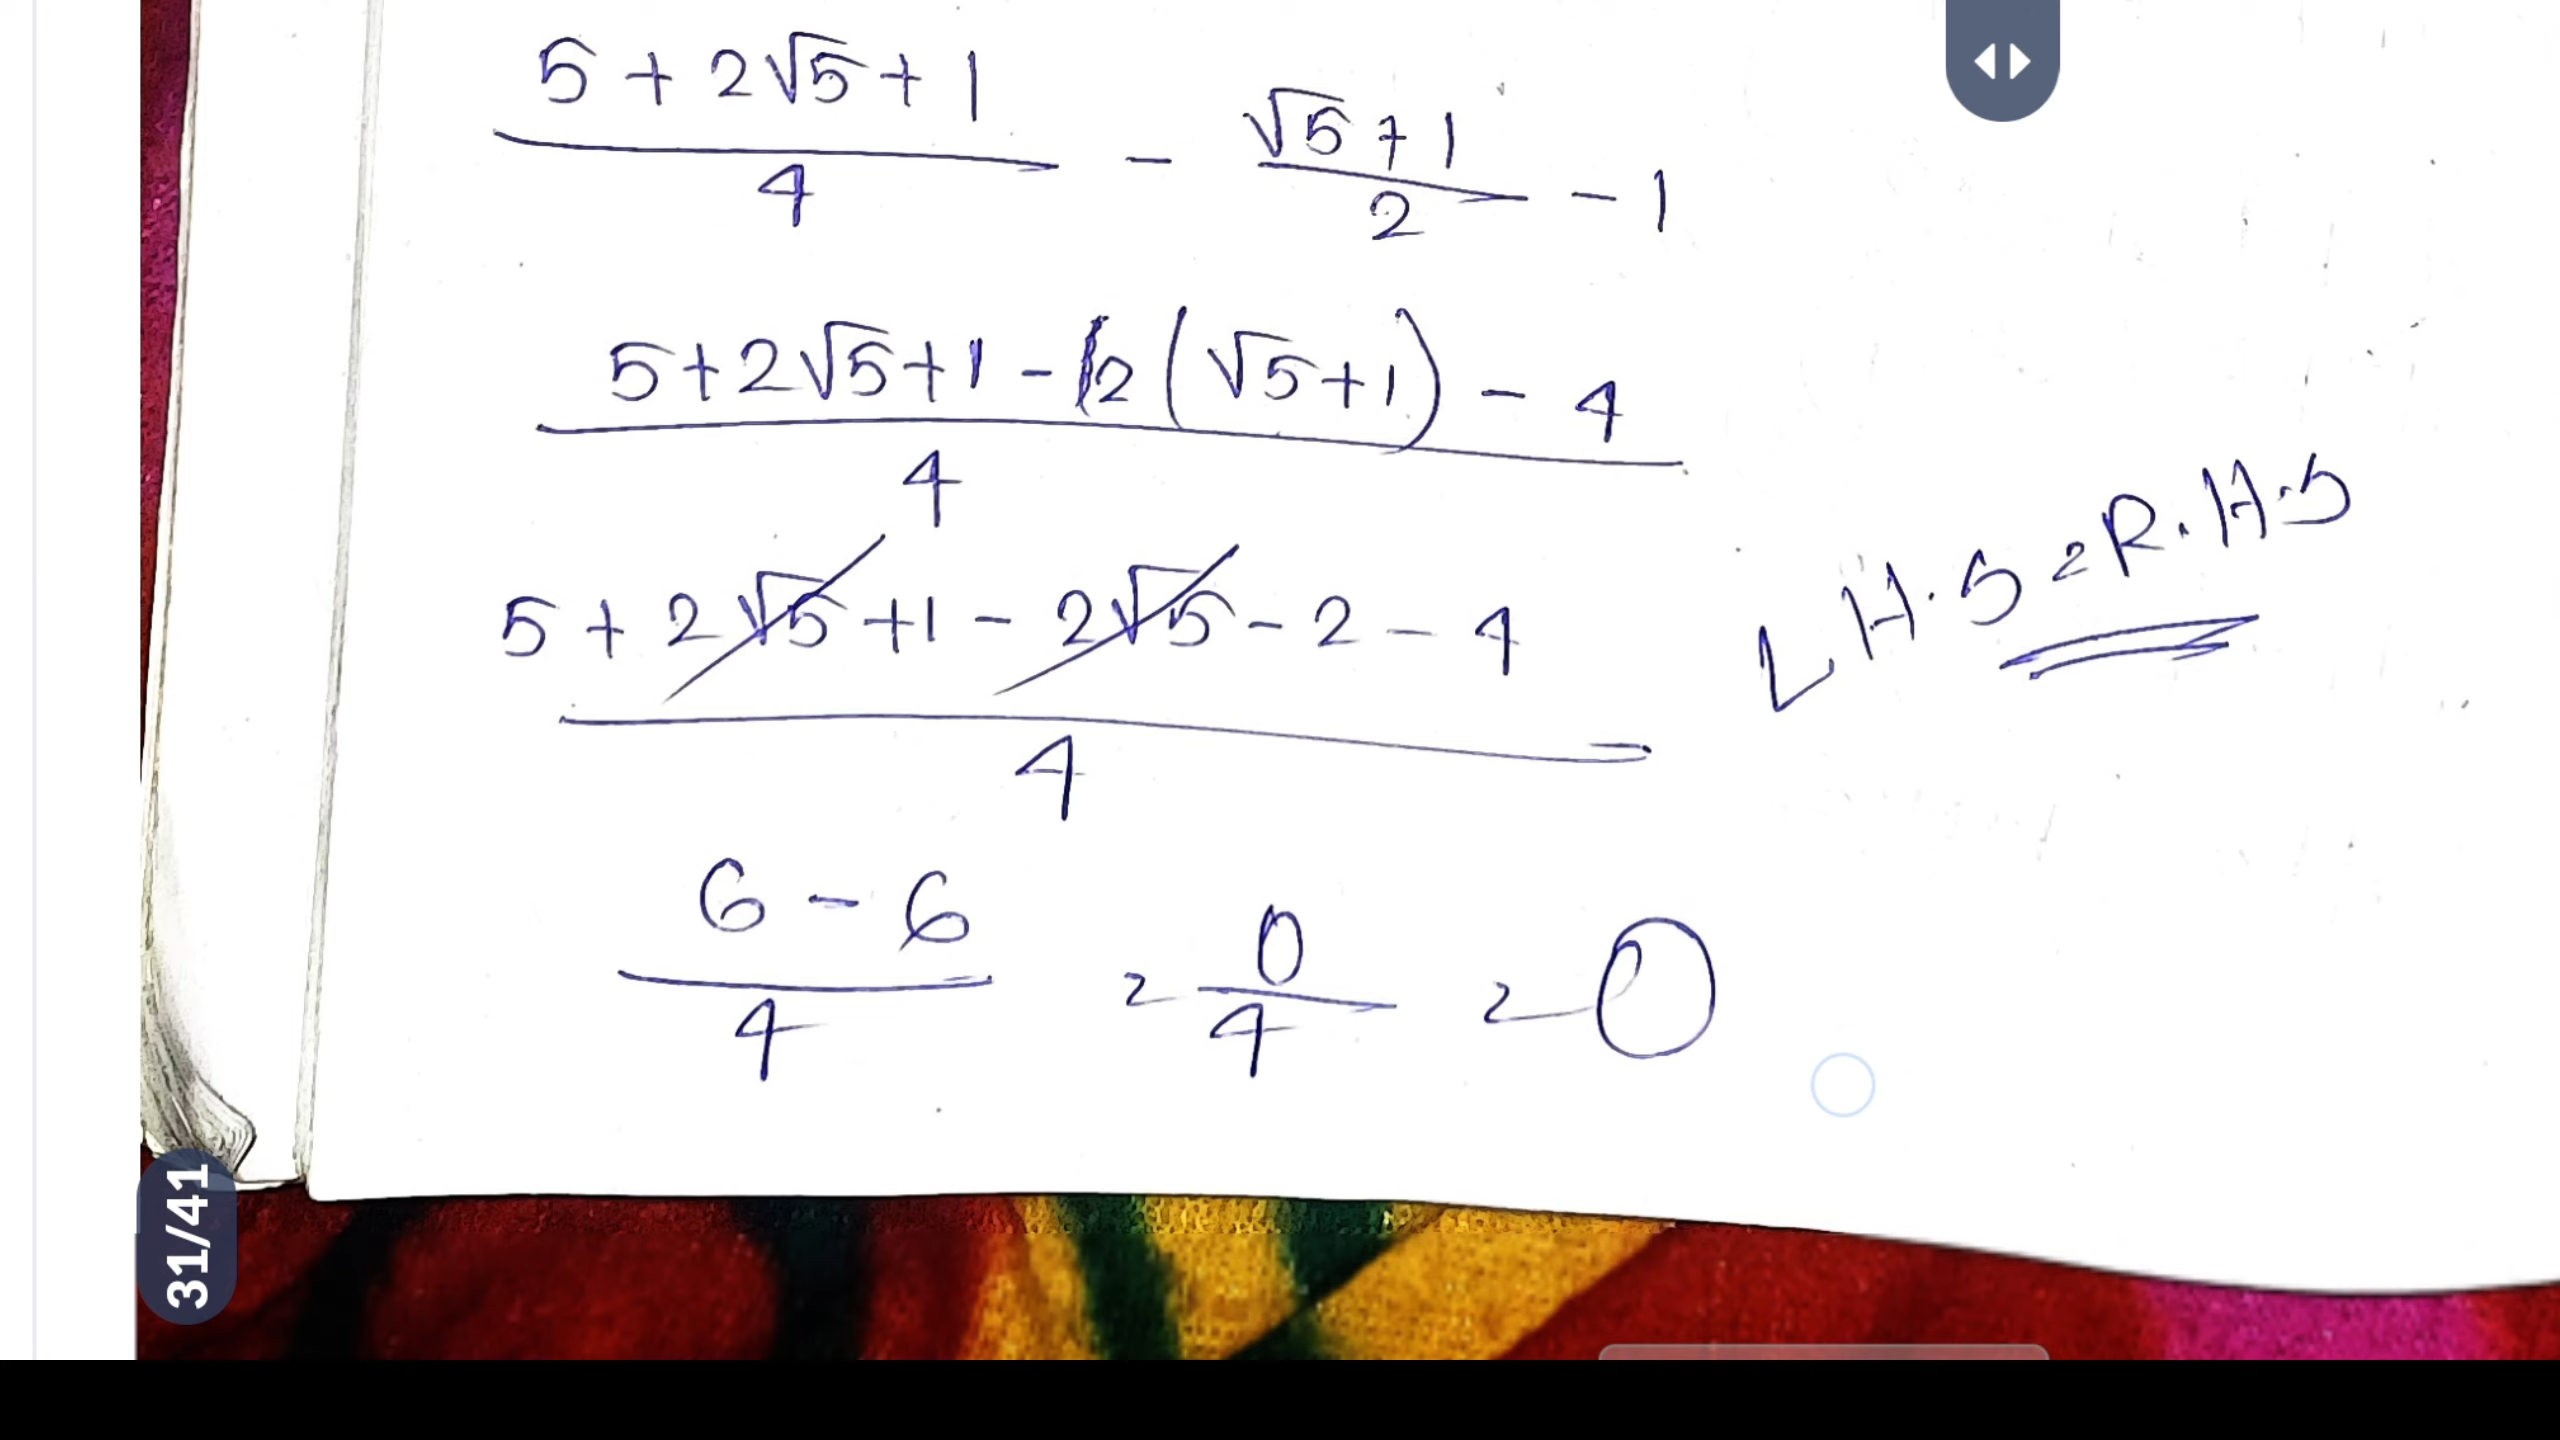 5 + 2√5 + 1 / 4 - √5 + 1 / 2 - 1
5 + 2√5 + 1 - 2(√5 + 1) - 4 / 4
5 + 2√5 + 1 - 2√5 - 2 - 4 / 4
L H.S = R.H.S
6 - 6 / 4 = 0 / 4 = 0
31/41